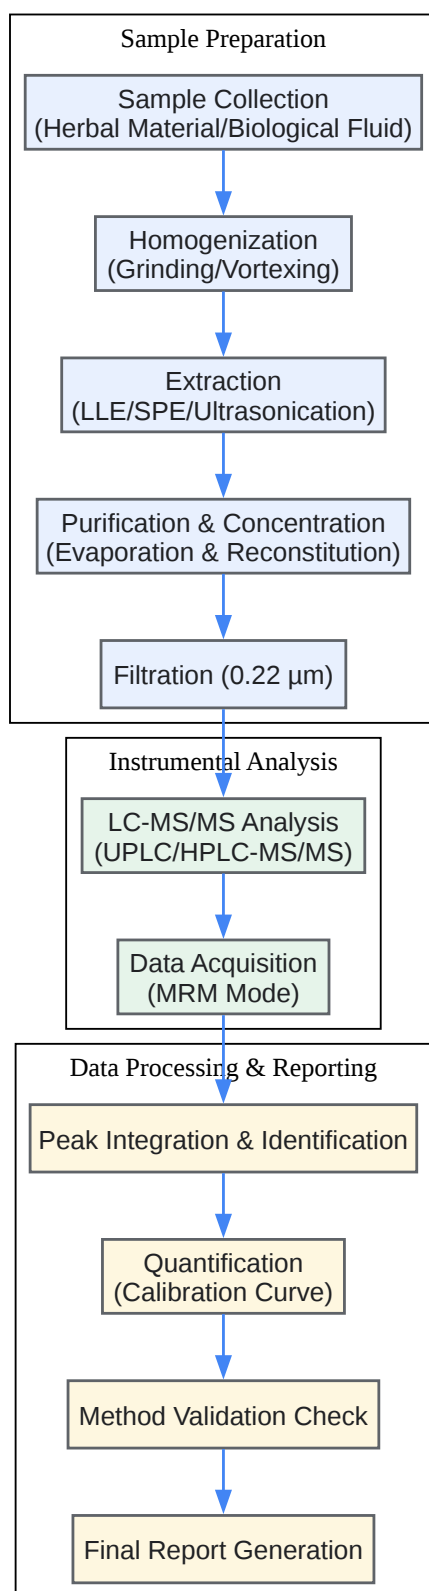 Sample Preparation
Sample Collection
(Herbal Material/Biological Fluid)
Homogenization
(Grinding/Vortexing)
Extraction
(LLE/SPE/Ultrasonication)
Purification & Concentration
(Evaporation & Reconstitution)
Filtration (0.22 µm)
Instrumental Analysis
LC-MS/MS Analysis
(UPLC/HPLC-MS/MS)
Data Acquisition
(MRM Mode)
Data Processing & Reporting
Peak Integration & Identification
Quantification
(Calibration Curve)
Method Validation Check
Final Report Generation